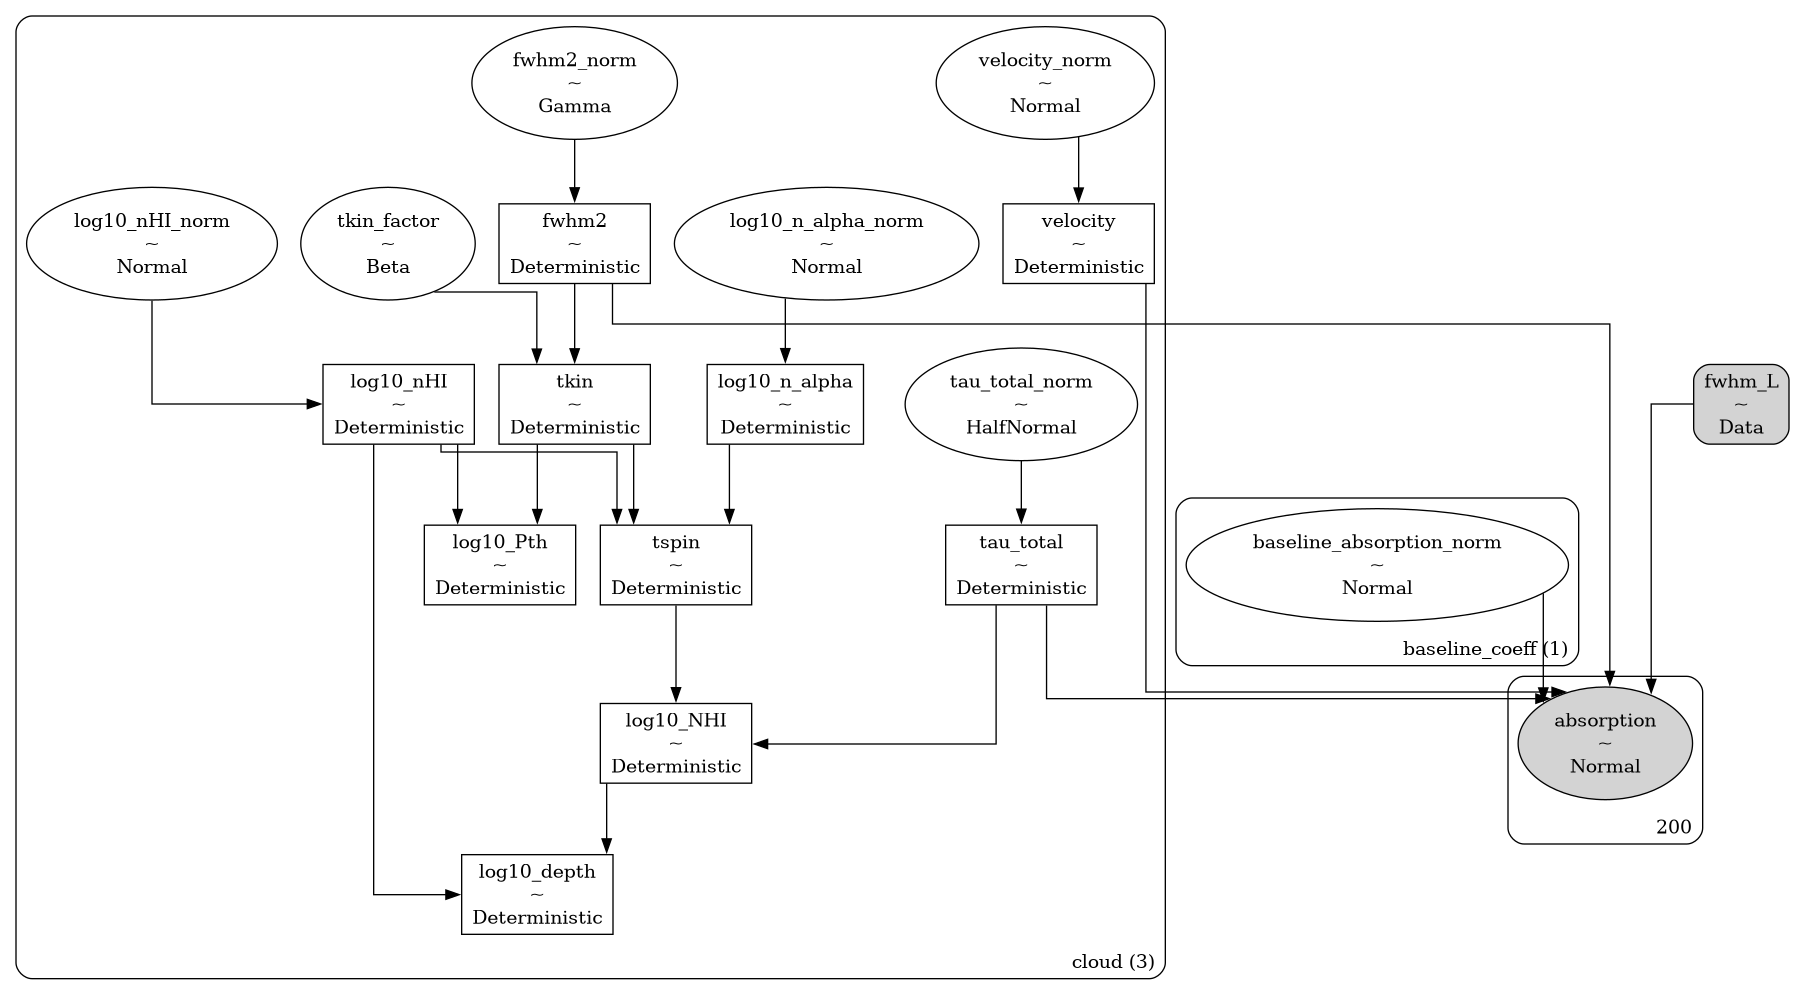 fwhm2_norm
~
Gamma
velocity_norm
~
Normal
log10_nHI_norm
~
Normal
tkin_factor
~
Beta
fwhm2
~
Deterministic
log10_n_alpha_norm
~
Normal
velocity
~
Deterministic
log10_nHI
~
Deterministic
tkin
~
Deterministic
log10_n_alpha
~
Deterministic
tau_total_norm
~
HalfNormal
fwhm_L
~
Data
log10_Pth
~
Deterministic
tspin
~
Deterministic
tau_total
~
Deterministic
baseline_absorption_norm
~
Normal
baseline_coeff (1)
log10_NHI
~
Deterministic
absorption
~
Normal
200
log10_depth
~
Deterministic
cloud (3)